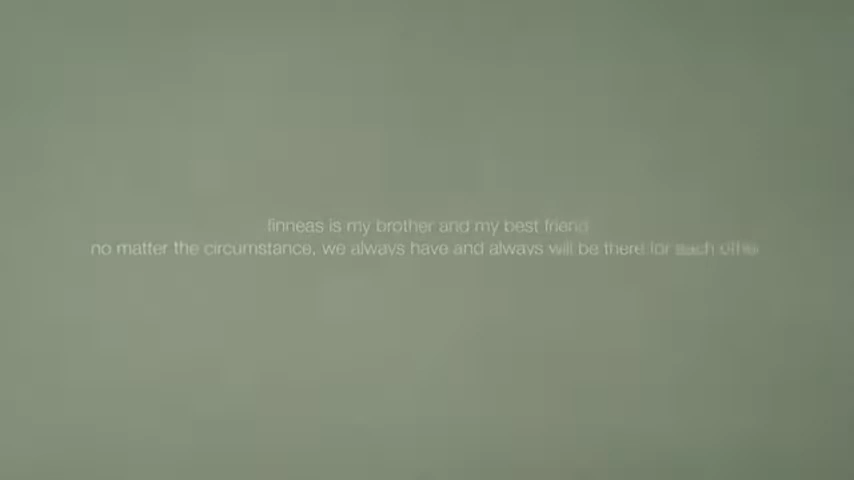 finneas is my brother and my best friend
no matter the circumstance, we always have and always will be there for each other